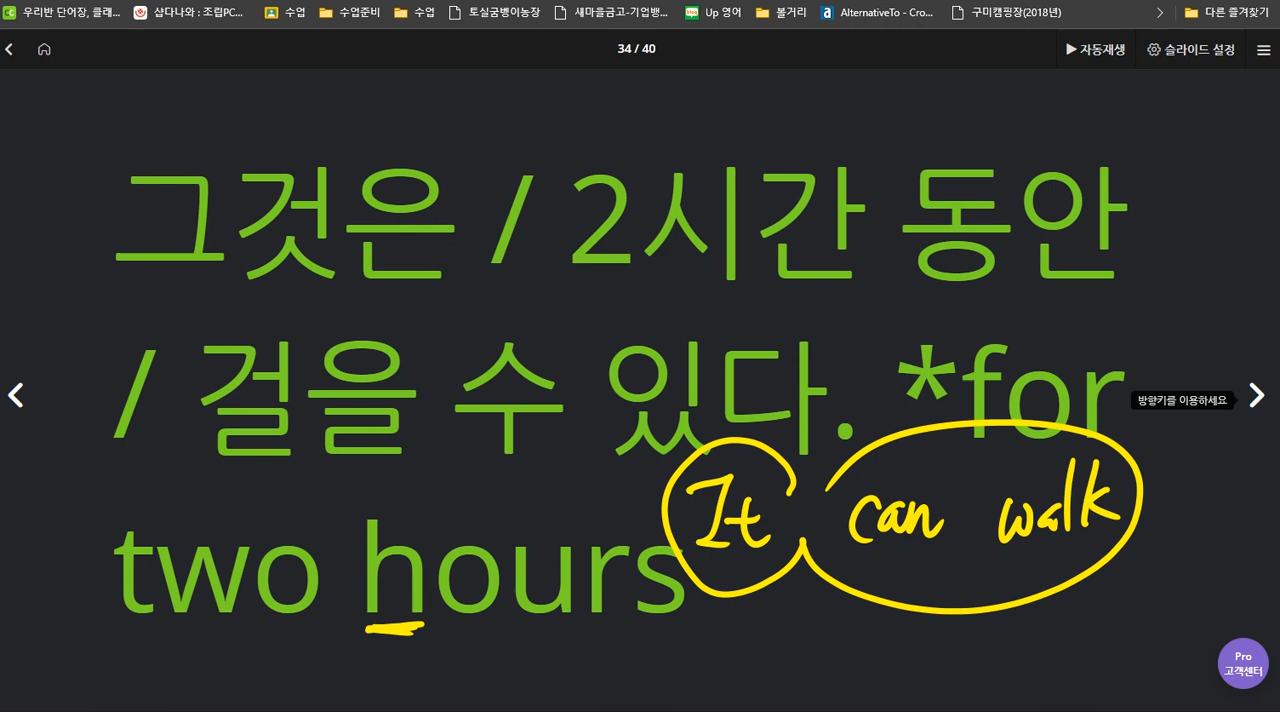 우리반 단어장, 클래... 샵다나와 : 조립PC... 수업 수업준비 수업 토실굼벵이농장 새마을금고-기업뱅... Up 영어 볼거리 AlternativeTo - Cro... 구미캠핑장(2018년) 다른 즐겨찾기
34 / 40 자동재생 슬라이드 설정
그것은 / 2시간 동안
/ 걸을 수 있다. *for
방향키를 이용하세요
two hours
It can walk
Pro
고객센터